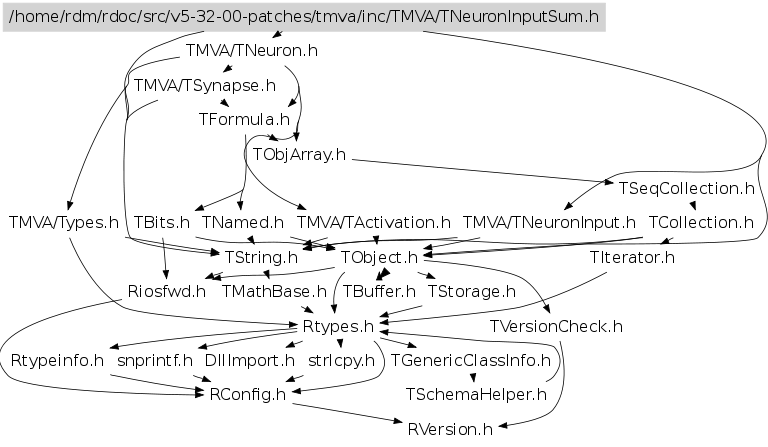 /home/rdm/rdoc/src/v5-32-00-patches/tmva/inc/TMVA/TNeuronInputSum.h
TMVA/TNeuron.h
TMVA/TSynapse.h
TFormula.h
TObjArray.h
TSeqCollection.h
TMVA/Types.h TBits.h TNamed.h TMVA/TActivation.h TMVA/TNeuronInput.h TCollection.h
TString.h TObject.h TIterator.h
Riosfwd.h TMathBase.h TBuffer.h TStorage.h
Rtypes.h TVersionCheck.h
Rtypeinfo.h snprintf.h DllImport.h strlcpy.h TGenericClassInfo.h
RConfig.h TSchemaHelper.h
RVersion.h